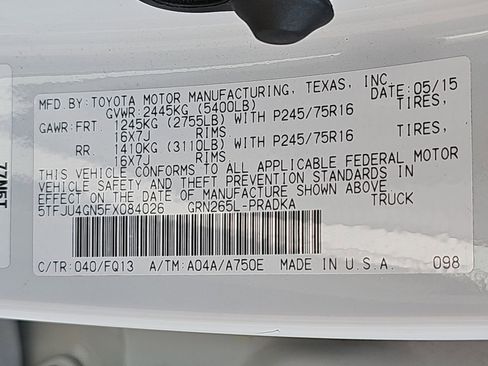 MFD.BY:TOYOTA MOTOR MANUFACTURING, TEXAS, INC. DATE:05/15
GVWR:2445KG (5400LB)
GAWR:FRT. 1245KG (2755LB) WITH P245/75R16 TIRES,
16X7J RIMS.
RR. 1410KG (3110LB) WITH P245/75R16 TIRES,
16X7J RIMS.
THIS VEHICLE CONFORMS TO ALL APPLICABLE FEDERAL MOTOR
VEHICLE SAFETY AND THEFT PREVENTION STANDARDS IN
EFFECT ON THE DATE OF MANUFACTURE SHOWN ABOVE.
5TFJU4GN5FX084026 GRN265L-PRADKA TRUCK
C/TR:040/FQ13 A/TM:A04A/A750E MADE IN U.S.A. 098
77N5T